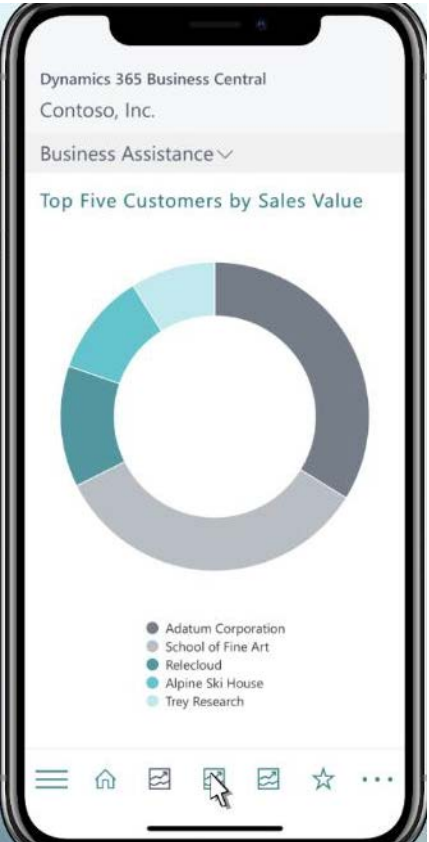 Dynamics 365 Business Central
Contoso, Inc.
Business Assistance
Top Five Customers by Sales Value
Adatum Corporation
School of Fine Art
Relecloud
Alpine Ski House
Trey Research